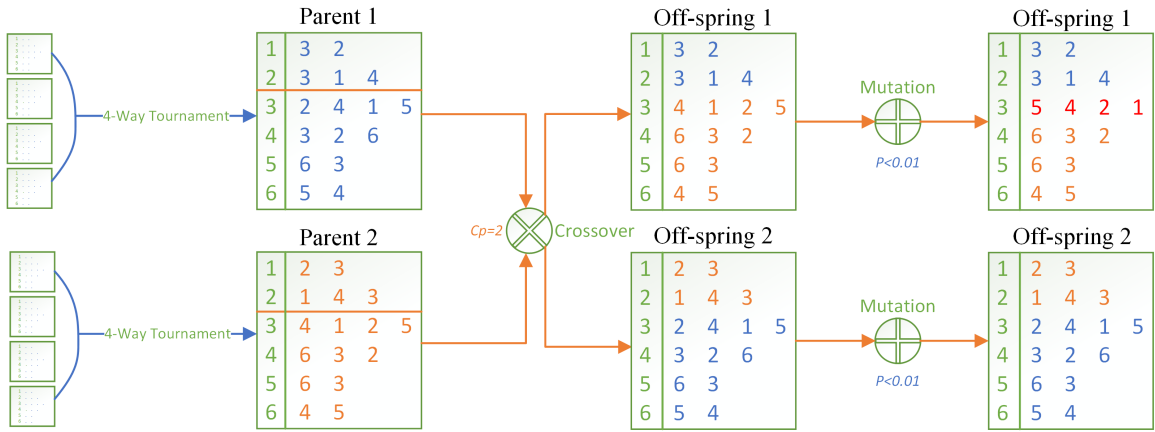 Parent 1
1 3 2
2 3 1 4
3 2 4 1 5
4 3 2 6
5 6 3
6 5 4
4-Way Tournament
Parent 2
1 2 3
2 1 4 3
3 4 1 2 5
4 6 3 2
5 6 3
6 4 5
4-Way Tournament
Cp=2
Crossover
Off-spring 1
1 3 2
2 3 1 4
3 4 1 2 5
4 6 3 2
5 6 3
6 4 5
Mutation
P<0.01
Off-spring 1
1 3 2
2 3 1 4
3 5 4 2 1
4 6 3 2
5 6 3
6 4 5
Off-spring 2
1 2 3
2 1 4 3
3 2 4 1 5
4 3 2 6
5 6 3
6 5 4
Mutation
P<0.01
Off-spring 2
1 2 3
2 1 4 3
3 2 4 1 5
4 3 2 6
5 6 3
6 5 4